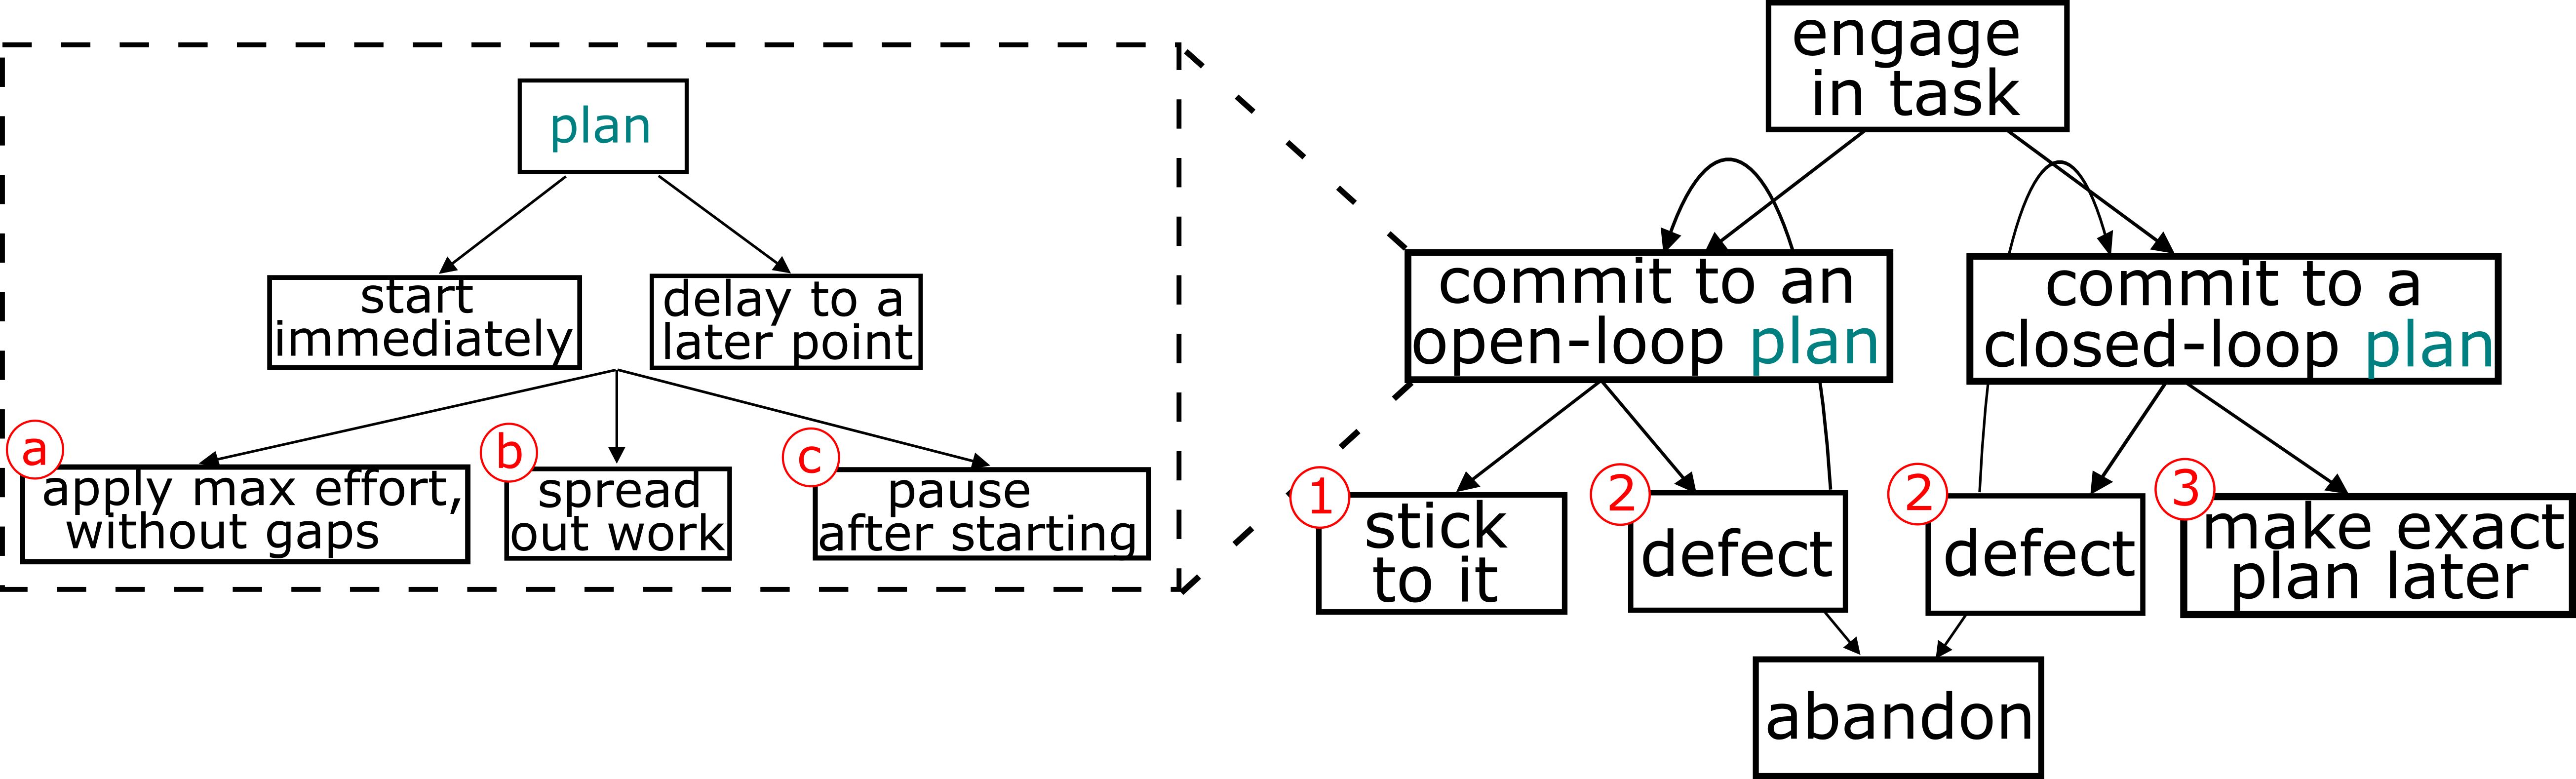 plan
start
immediately
delay to a
later point
a
apply max effort,
without gaps
b
spread
out work
c
pause
after starting
engage
in task
commit to an
open-loop plan
commit to a
closed-loop plan
1
stick
to it
2
defect
2
defect
3
make exact
plan later
abandon